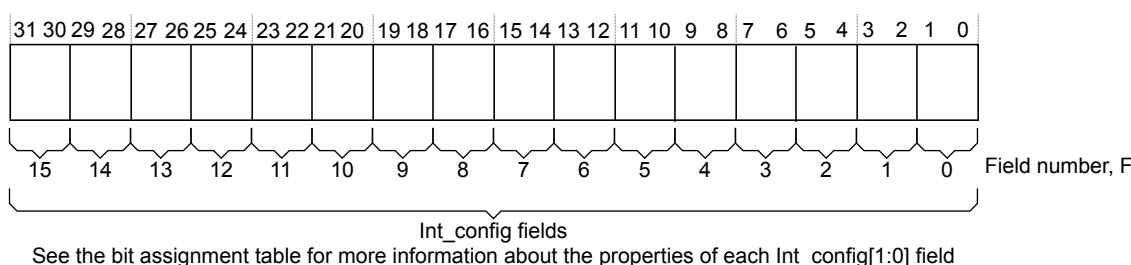 31 30 29 28 27 26 25 24 23 22 21 20 19 18 17 16 15 14 13 12 11 10 9 8 7 6 5 4 3 2 1 0
15 14 13 12 11 10 9 8 7 6 5 4 3 2 1 0 Field number, F
Int_config fields
See the bit assignment table for more information about the properties of each Int_config[1:0] field